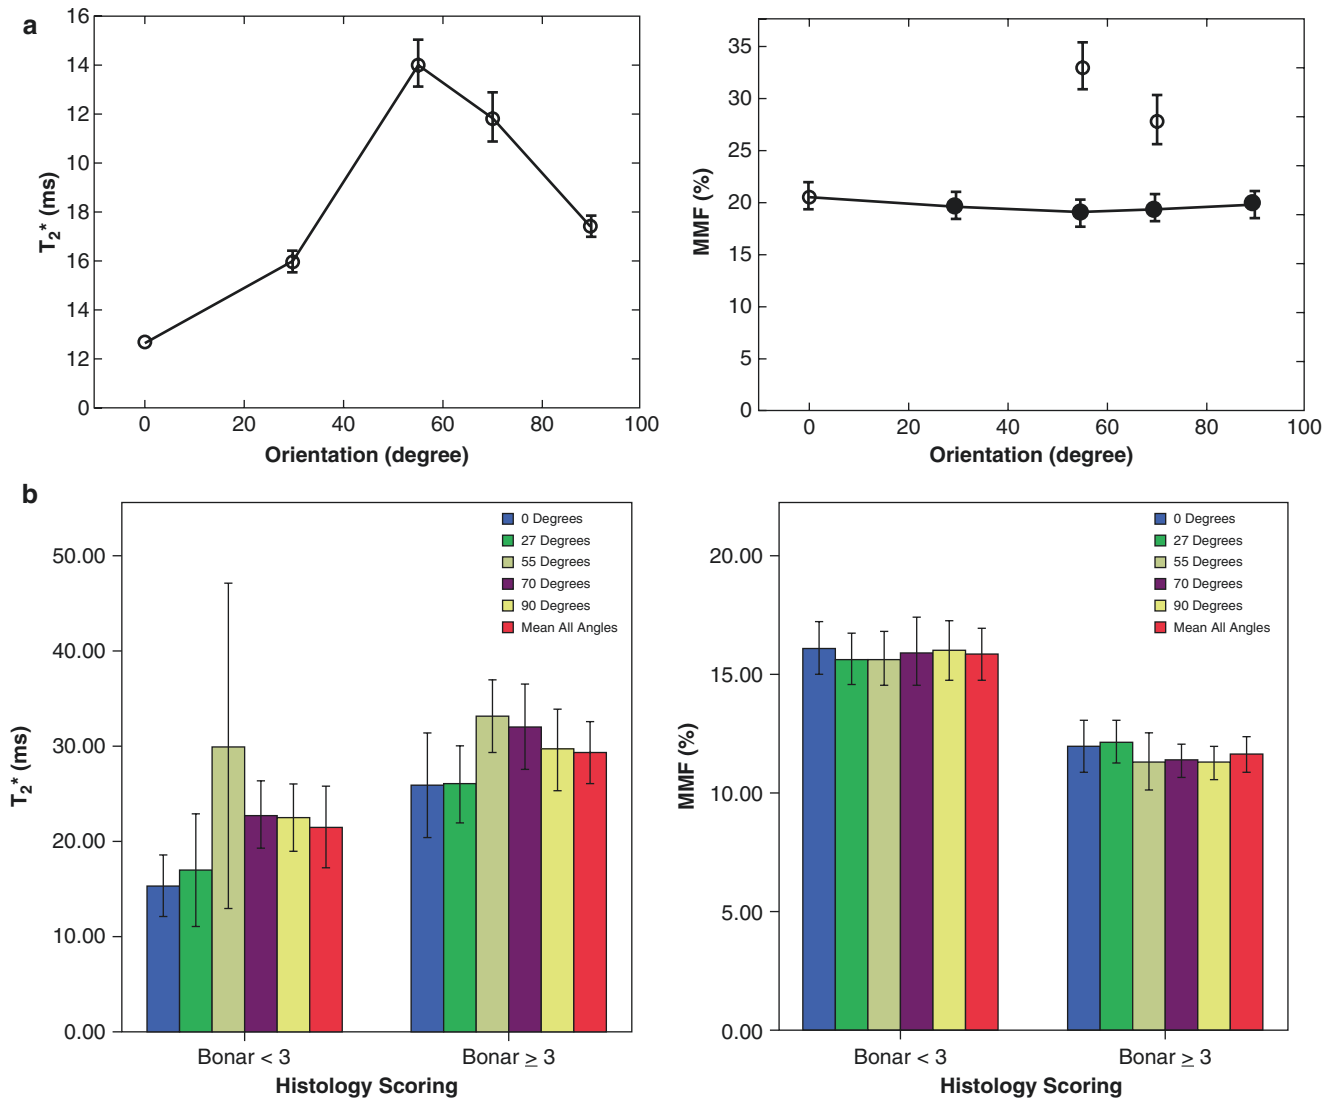 a
16
14
12
10
18
16
14
12
0
T2* (ms)
0 20 40 60 80 100
Orientation (degree)
35
30
25
20
15
10
5
0
MMF (%)
0 20 40 60 80 100
Orientation (degree)
b
50.00
40.00
30.00
20.00
10.00
0.00
T2* (ms)
0 Degrees
27 Degrees
55 Degrees
70 Degrees
90 Degrees
Mean All Angles
Bonar < 3 Bonar ≥ 3
Histology Scoring
20.00
15.00
10.00
5.00
0.00
MMF (%)
0 Degrees
27 Degrees
55 Degrees
70 Degrees
90 Degrees
Mean All Angles
Bonar < 3 Bonar ≥ 3
Histology Scoring